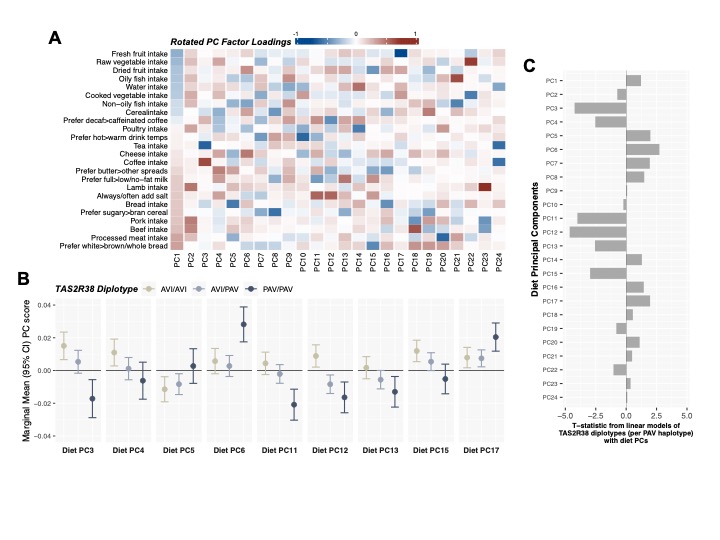 A
Rotated PC Factor Loadings
-1
0
1
Fresh fruit intake
Raw vegetable intake
Dried fruit intake
Oily fish intake
Water intake
Cooked vegetable intake
Non−oily fish intake
Cerealintake
Prefer decaf>caffeinated coffee
Poultry intake
Prefer hot>warm drink temps
Tea intake
Cheese intake
Coffee intake
Prefer butter>other spreads
Prefer full>low/no−fat milk
Lamb intake
Always/often add salt
Bread intake
Prefer sugary>bran cereal
Pork intake
Beef intake
Processed meat intake
Prefer white>brown/whole bread
PC1 PC2 PC3 PC4 PC5 PC6 PC7 PC8 PC9 PC10 PC11 PC12 PC13 PC14 PC15 PC16 PC17 PC18 PC19 PC20 PC21 PC22 PC23 PC24
B
TAS2R38 Diplotype AVI/AVI AVI/PAV PAV/PAV
Marginal Mean (95% CI) PC score
0.04
0.02
0.00
−0.02
−0.04
Diet PC3 Diet PC4 Diet PC5 Diet PC6 Diet PC11 Diet PC12 Diet PC13 Diet PC15 Diet PC17
C
Diet Principal Components
PC1
PC2
PC3
PC4
PC5
PC6
PC7
PC8
PC9
PC10
PC11
PC12
PC13
PC14
PC15
PC16
PC17
PC18
PC19
PC20
PC21
PC22
PC23
PC24
−5.0 −2.5 0.0 2.5 5.0
T−statistic from linear models of
TAS2R38 diplotypes (per PAV haplotype)
with diet PCs